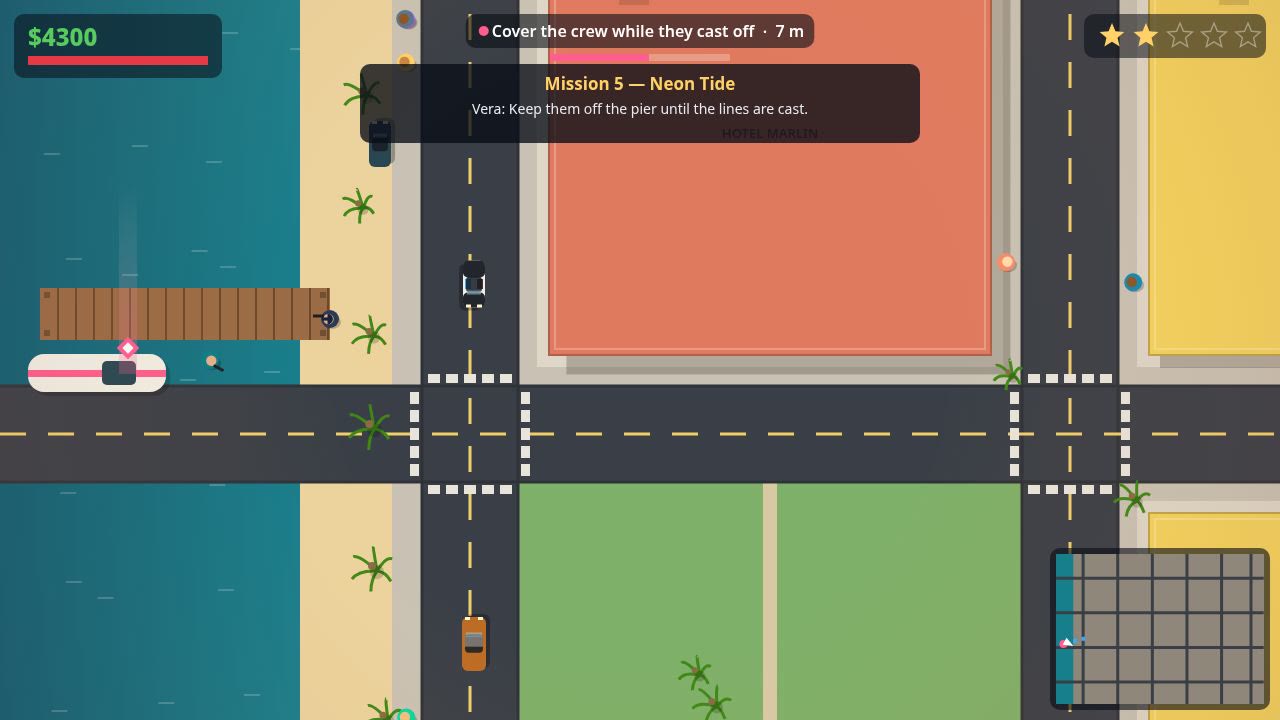 $4300
Cover the crew while they cast off · 7 m
Mission 5 — Neon Tide
Vera: Keep them off the pier until the lines are cast.
HOTEL MARLIN